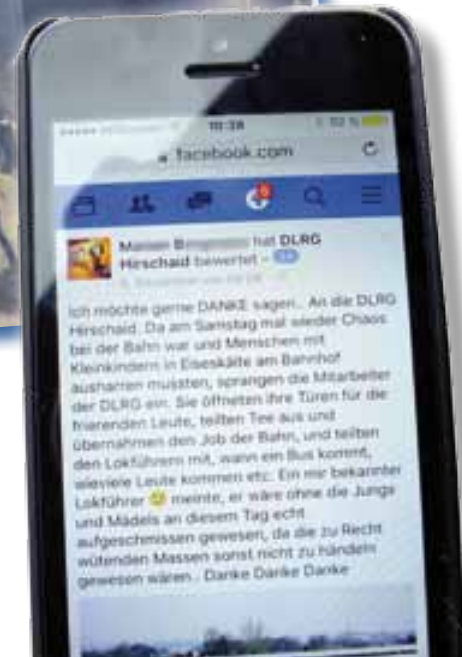 10:28
facebook.com
hat DLRG
Hirschaid bewertet –
Ich möchte gerne DANKE sagen... An die DLRG
Hirschaid. Da am Samstag mal wieder Chaos
bei der Bahn war und Menschen mit
Kleinkindern in Eiseskälte am Bahnhof
ausharren mussten, sprangen die Mitarbeiter
der DLRG ein. Sie öffneten ihre Türen für die
frierenden Leute, teilten Tee aus und
übernahmen den Job der Bahn, und teilten
den Lokführern mit, wann ein Bus kommt,
wieviele Leute kommen etc. Ein mir bekannter
Lokführer 🙂 meinte, er wäre ohne die Jungs
und Mädels an diesem Tag echt
aufgeschmissen gewesen, da die zu Recht
wütenden Massen sonst nicht zu händeln
gewesen wären.. Danke Danke Danke